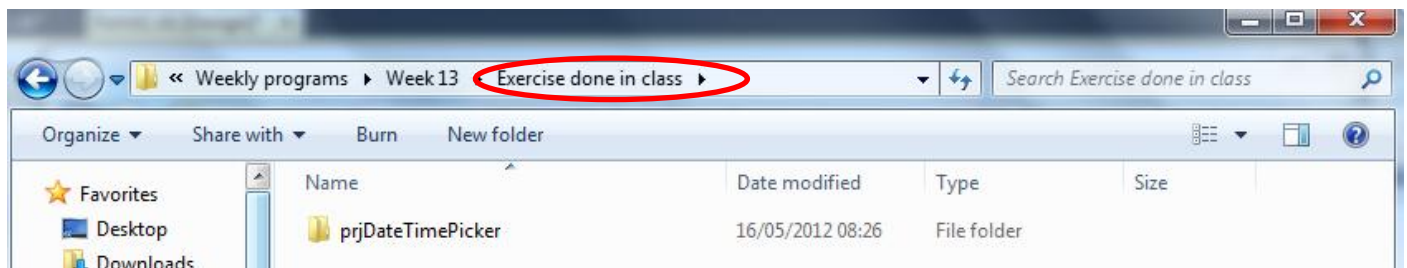 « Weekly programs ▸ Week 13 ▸ Exercise done in class ▸ Search Exercise done in class
Organize ▾ Share with ▾ Burn New folder
Favorites Name Date modified Type Size
Desktop prjDateTimePicker 16/05/2012 08:26 File folder
Downloads